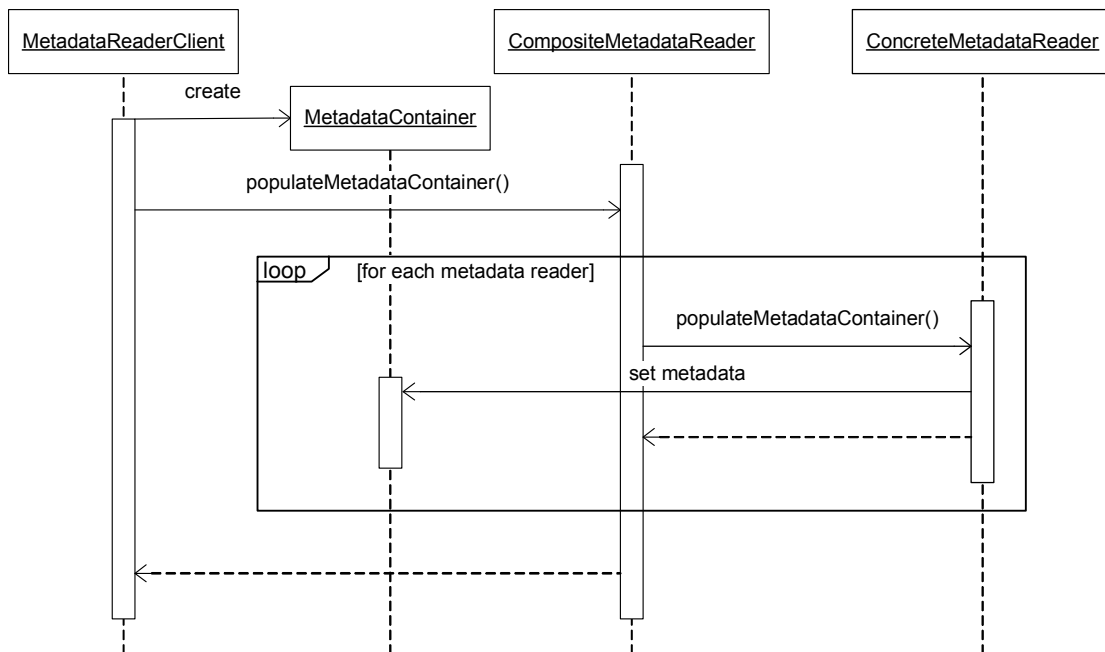 MetadataReaderClient
CompositeMetadataReader
ConcreteMetadataReader
create
MetadataContainer
populateMetadataContainer()
loop
[for each metadata reader]
populateMetadataContainer()
set metadata